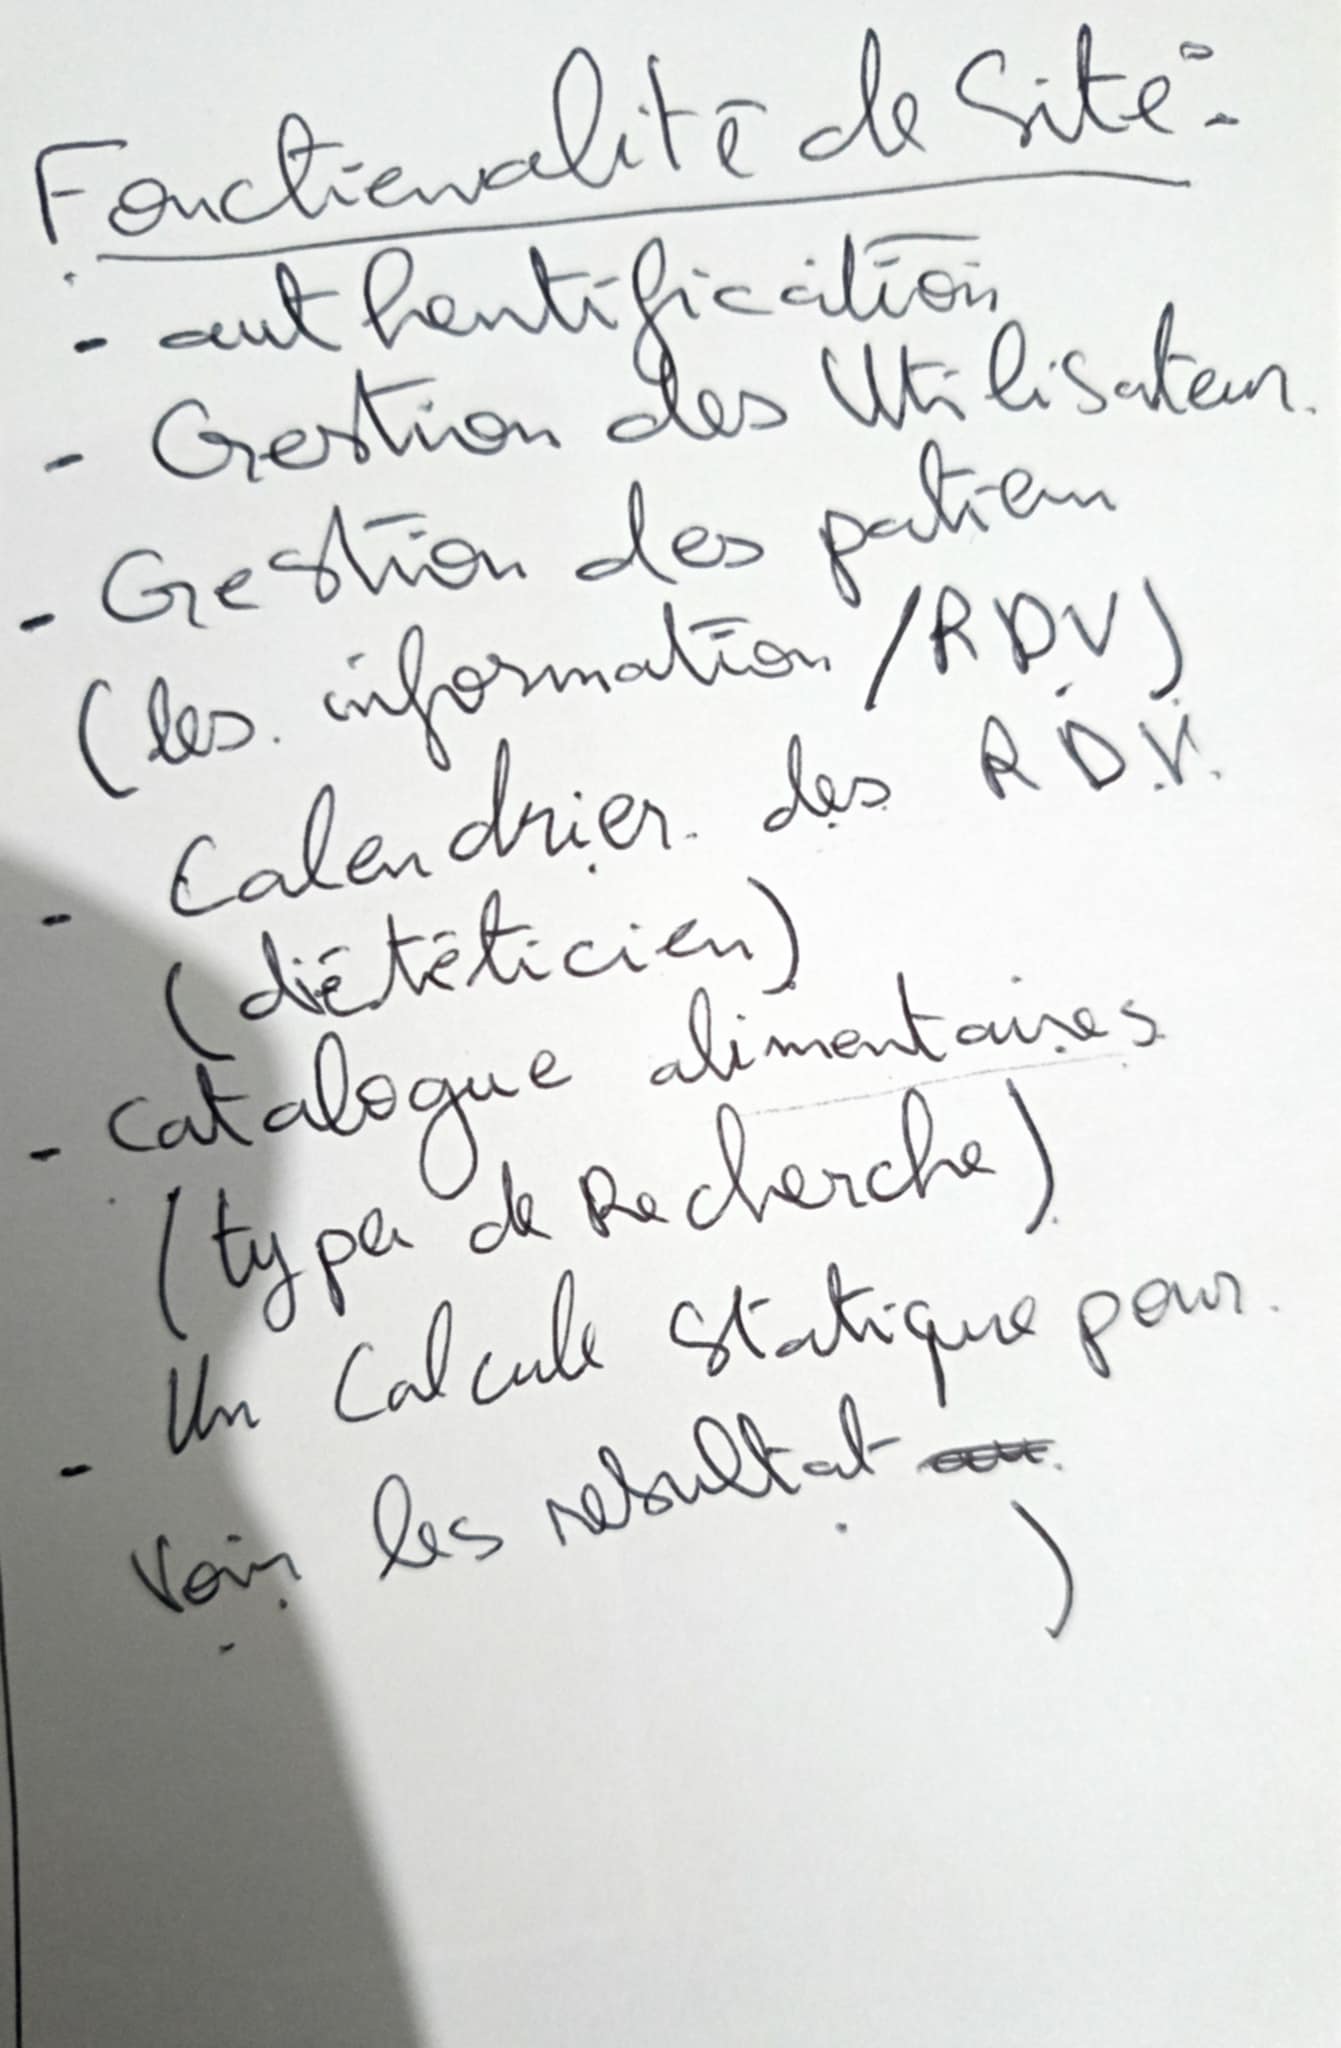 Fonctienalité de Site:
- authentification
- Gestion des Utilisateur.
- Gestion des patien
(les information / RDV)
- Calendrier des RDV.
(diététicien)
- catalogue alimentaires
(type de Recherche)
- Un Calcule Statique pour
voir les resultat
)